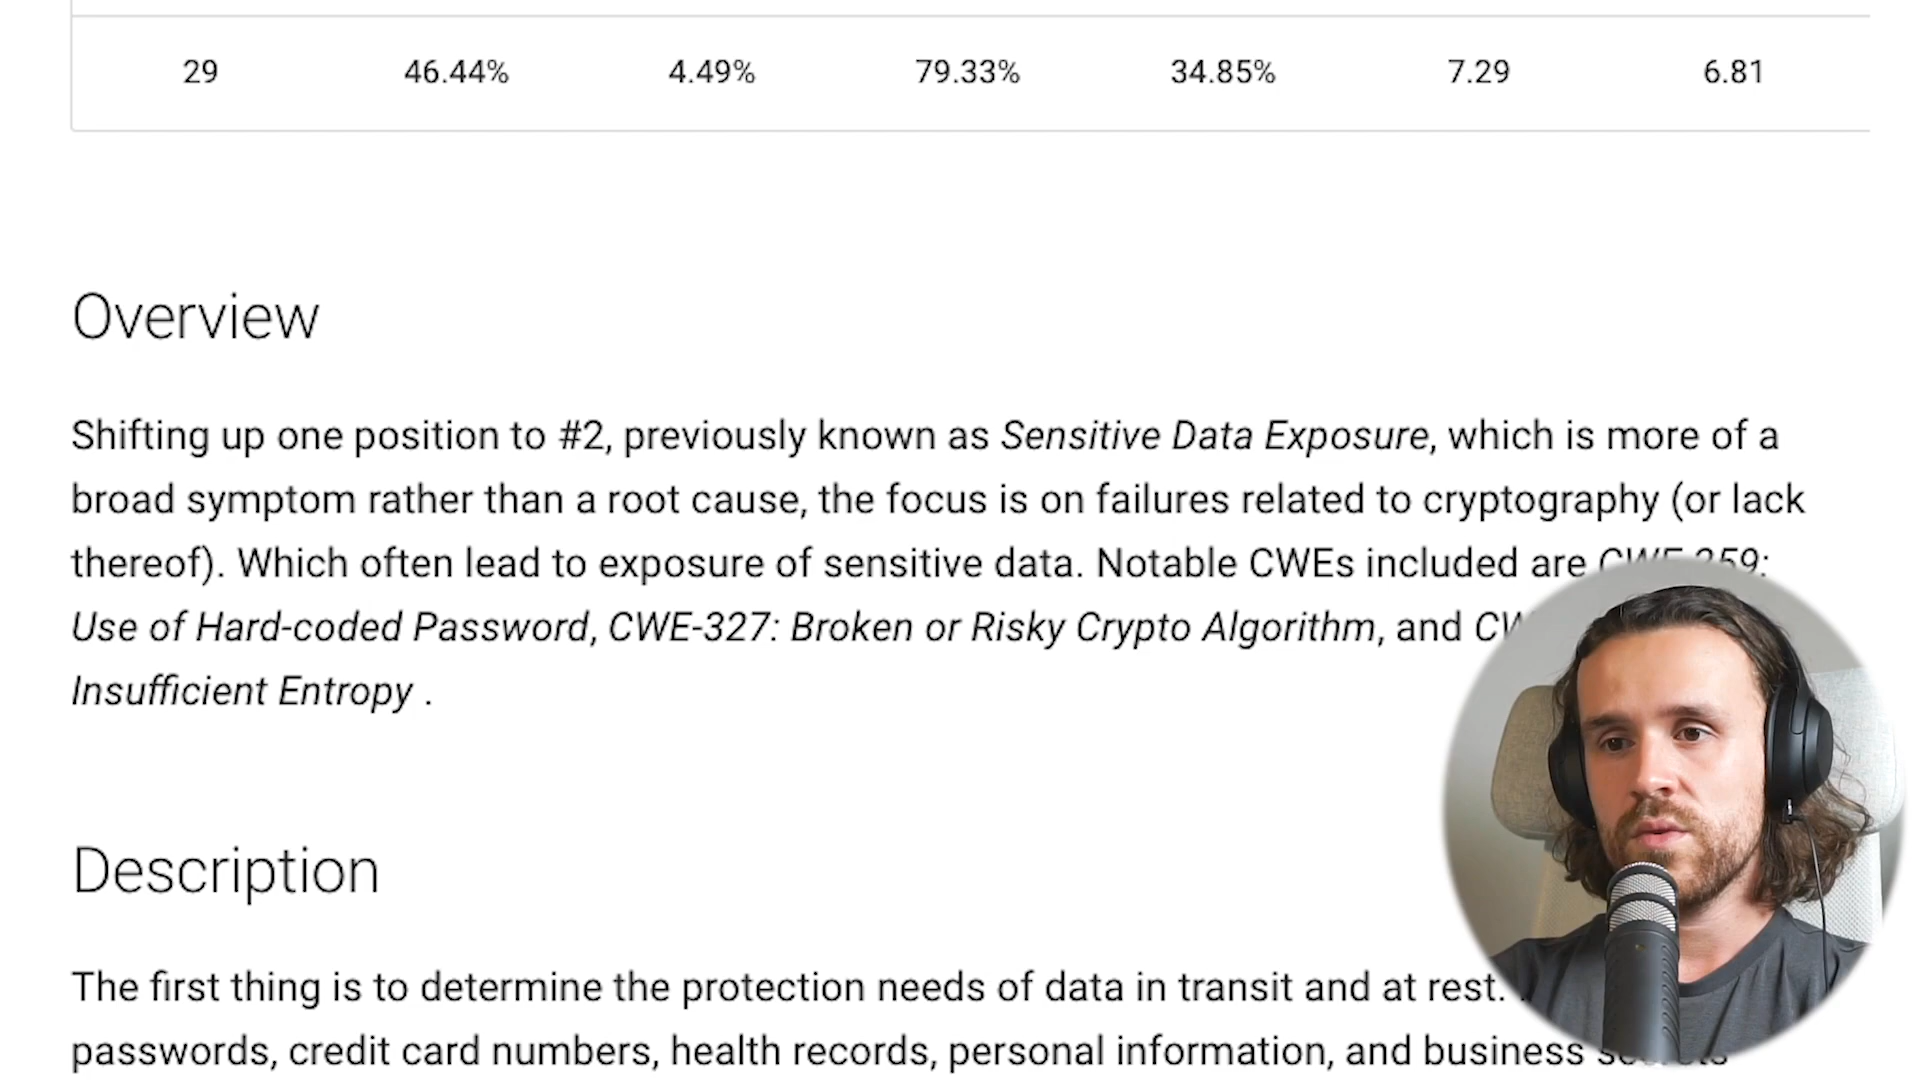 29 46.44% 4.49% 79.33% 34.85% 7.29 6.81
Overview
Shifting up one position to #2, previously known as Sensitive Data Exposure, which is more of a
broad symptom rather than a root cause, the focus is on failures related to cryptography (or lack
thereof). Which often lead to exposure of sensitive data. Notable CWEs included are CWE-259:
Use of Hard-coded Password, CWE-327: Broken or Risky Crypto Algorithm, and
Insufficient Entropy .
Description
The first thing is to determine the protection needs of data in transit and at rest.
passwords, credit card numbers, health records, personal information, and business